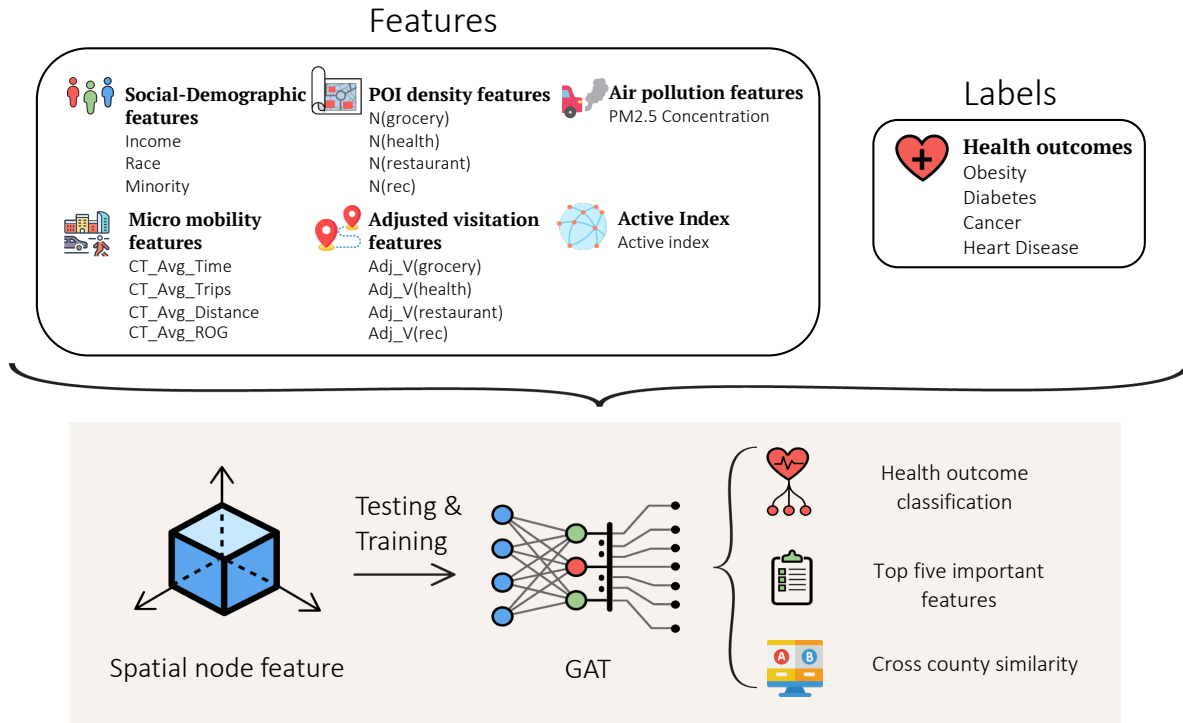 Features
Social-Demographic
features
Income
Race
Minority
POI density features
N(grocery)
N(health)
N(restaurant)
N(rec)
Air pollution features
PM2.5 Concentration
Micro mobility
features
CT_Avg_Time
CT_Avg_Trips
CT_Avg_Distance
CT_Avg_ROG
Adjusted visitation
features
Adj_V(grocery)
Adj_V(health)
Adj_V(restaurant)
Adj_V(rec)
Active Index
Active index
Labels
Health outcomes
Obesity
Diabetes
Cancer
Heart Disease
Spatial node feature
Testing &
Training
GAT
Health outcome
classification
Top five important
features
A B
Cross county similarity